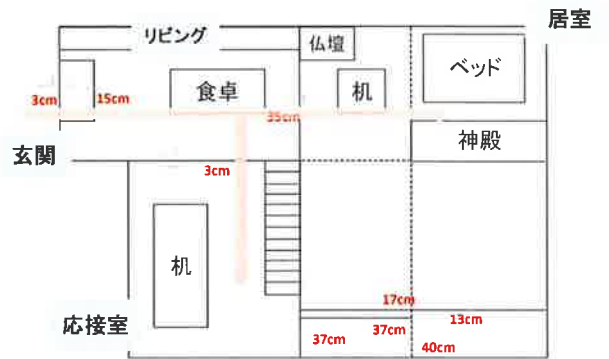 居室
リビング
仏壇
ベッド
食卓
机
3cm
15cm
35cm
神殿
玄関
3cm
机
17cm
応接室
37cm
37cm
13cm
40cm